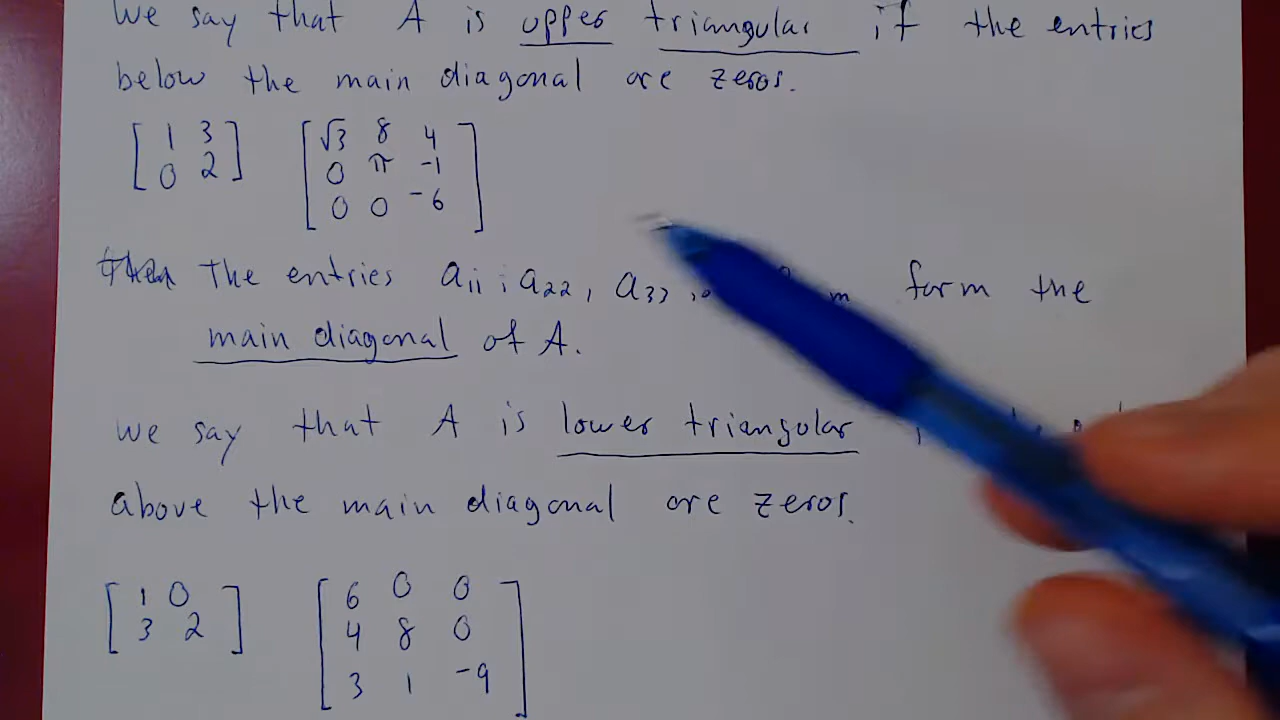 We say that A is upper triangular if the entries
below the main diagonal are zeros.
[1 3
0 2] [√3 8 4
0 π -1
0 0 -6]
The entries a11, a22, a33, form the
main diagonal of A.
we say that A is lower triangular
above the main diagonal are zeros.
[1 0
3 2] [6 0 0
4 8 0
3 1 -9]